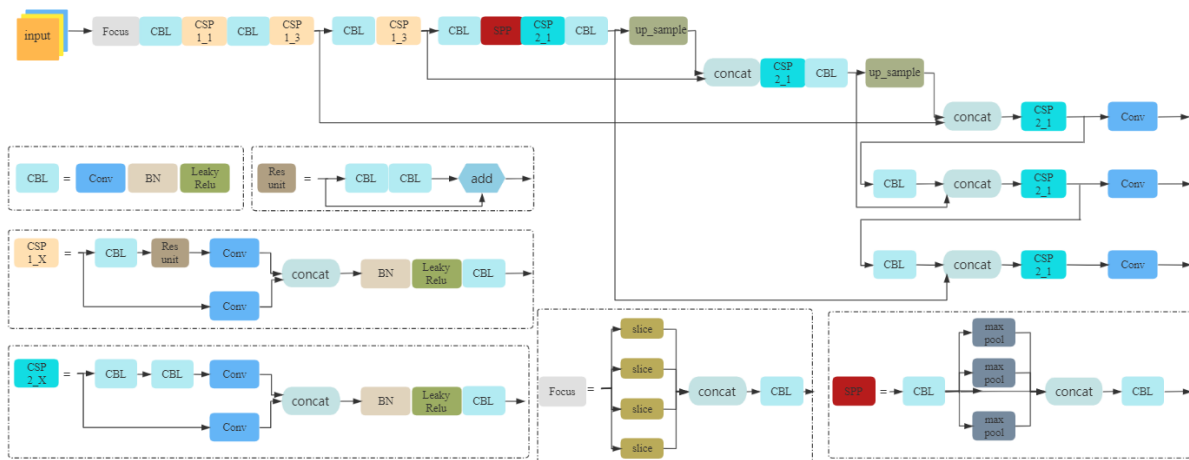 input
Focus
CBL
CSP
1_1
CBL
CSP
1_3
CBL
CSP
1_3
CBL
SPP
CSP
2_1
CBL
up_sample
concat
CSP
2_1
CBL
up_sample
concat
CSP
2_1
Conv
CBL
concat
CSP
2_1
Conv
CBL
concat
CSP
2_1
Conv
CBL
=
Conv
BN
Leaky
Relu
Res
unit
=
CBL
CBL
add
CSP
1_X
=
CBL
Res
unit
Conv
Conv
concat
BN
Leaky
Relu
CBL
CSP
2_X
=
CBL
CBL
Conv
Conv
concat
BN
Leaky
Relu
CBL
Focus
=
slice
slice
slice
slice
concat
CBL
SPP
=
CBL
max
pool
max
pool
max
pool
concat
CBL